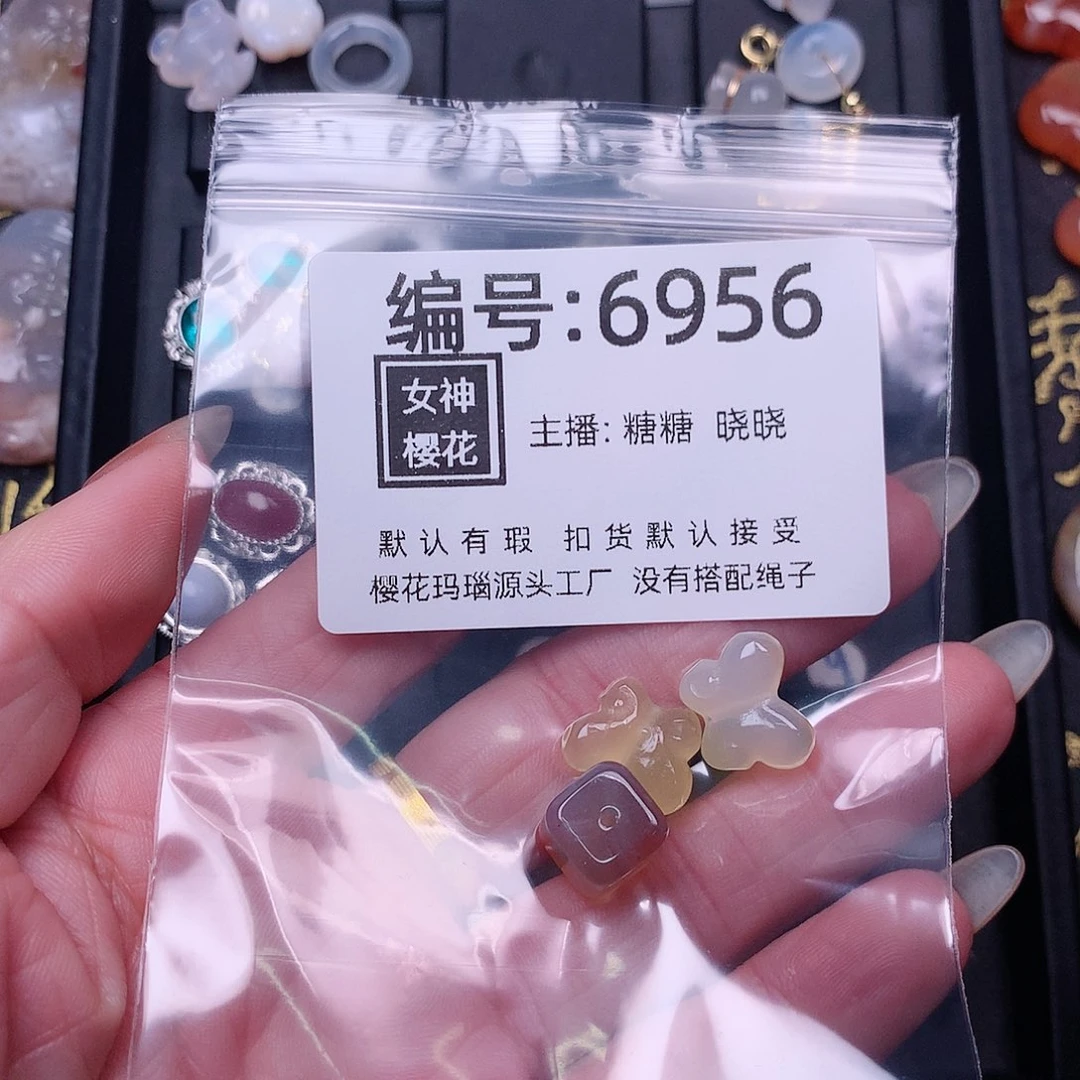 编号:6956
女神
樱花
主播: 糖糖 晓晓
默认有瑕 扣货默认接受
樱花玛瑙源头工厂 没有搭配绳子